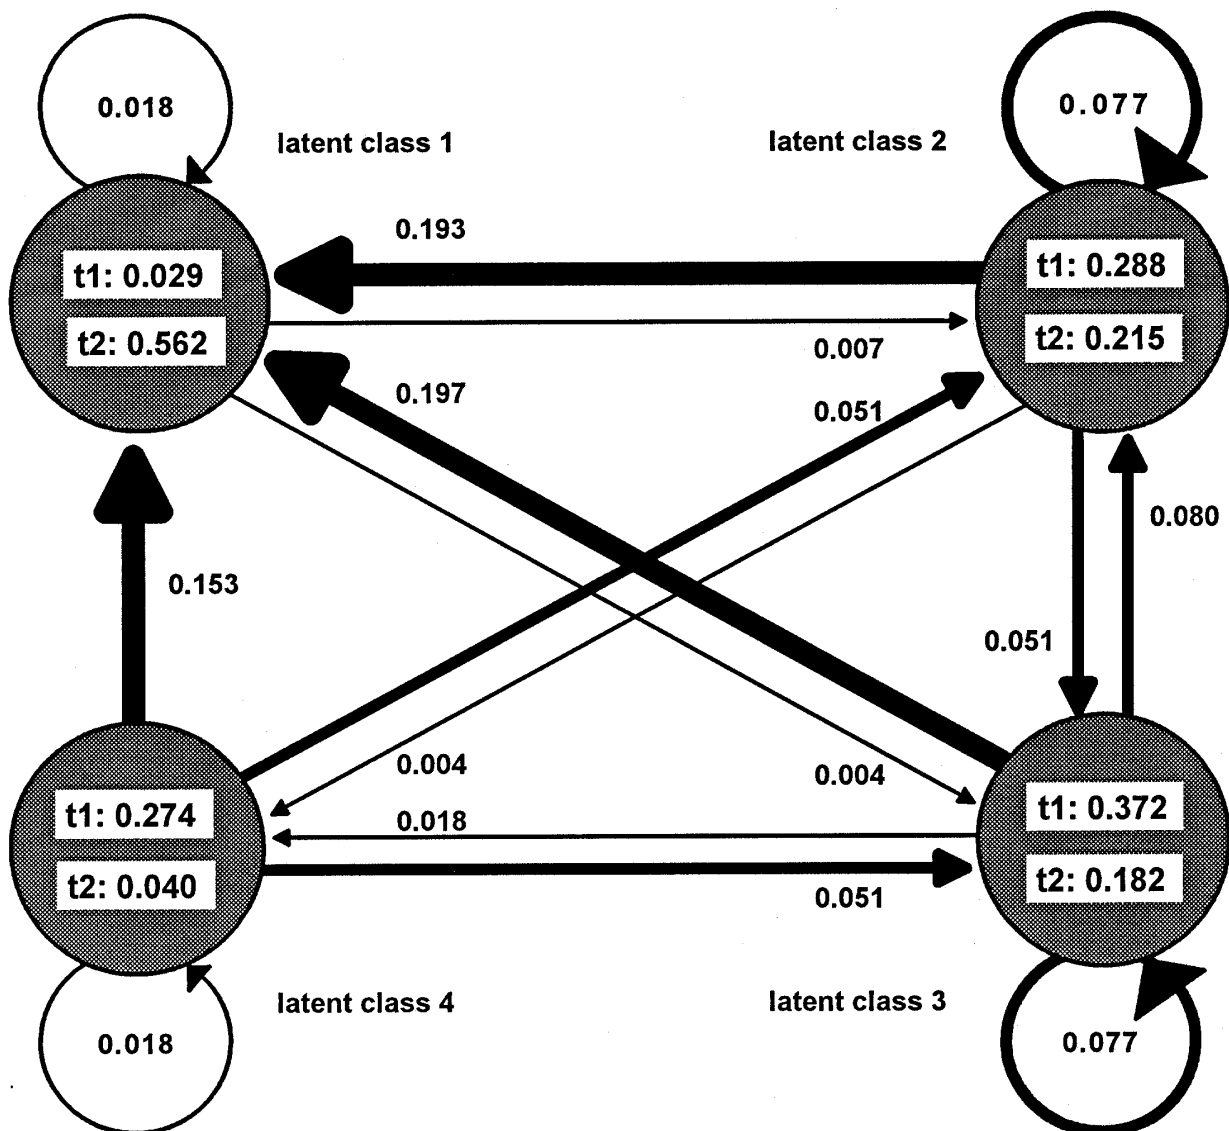 0.018
0.077
latent class 1
latent class 2
0.193
t1: 0.029
t1: 0.288
t2: 0.562
t2: 0.215
0.007
0.197
0.051
0.080
0.153
0.051
0.004
0.004
t1: 0.274
t1: 0.372
0.018
t2: 0.040
t2: 0.182
0.051
latent class 4
latent class 3
0.018
0.077